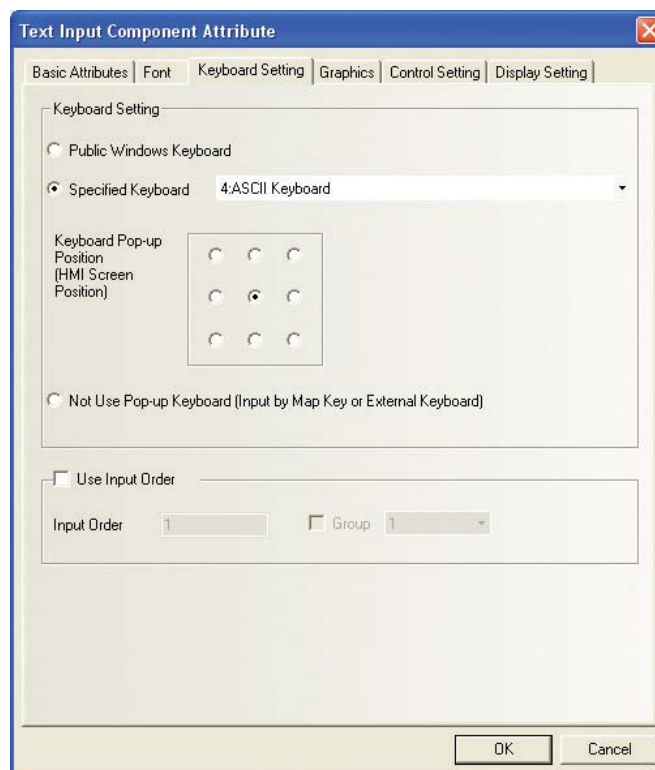 Text Input Component Attribute
Basic Attributes Font Keyboard Setting Graphics Control Setting Display Setting
Keyboard Setting
Public Windows Keyboard
Specified Keyboard 4:ASCII Keyboard
Keyboard Pop-up
Position
(HMI Screen
Position)
Not Use Pop-up Keyboard (Input by Map Key or External Keyboard)
Use Input Order
Input Order 1 Group 1
OK Cancel